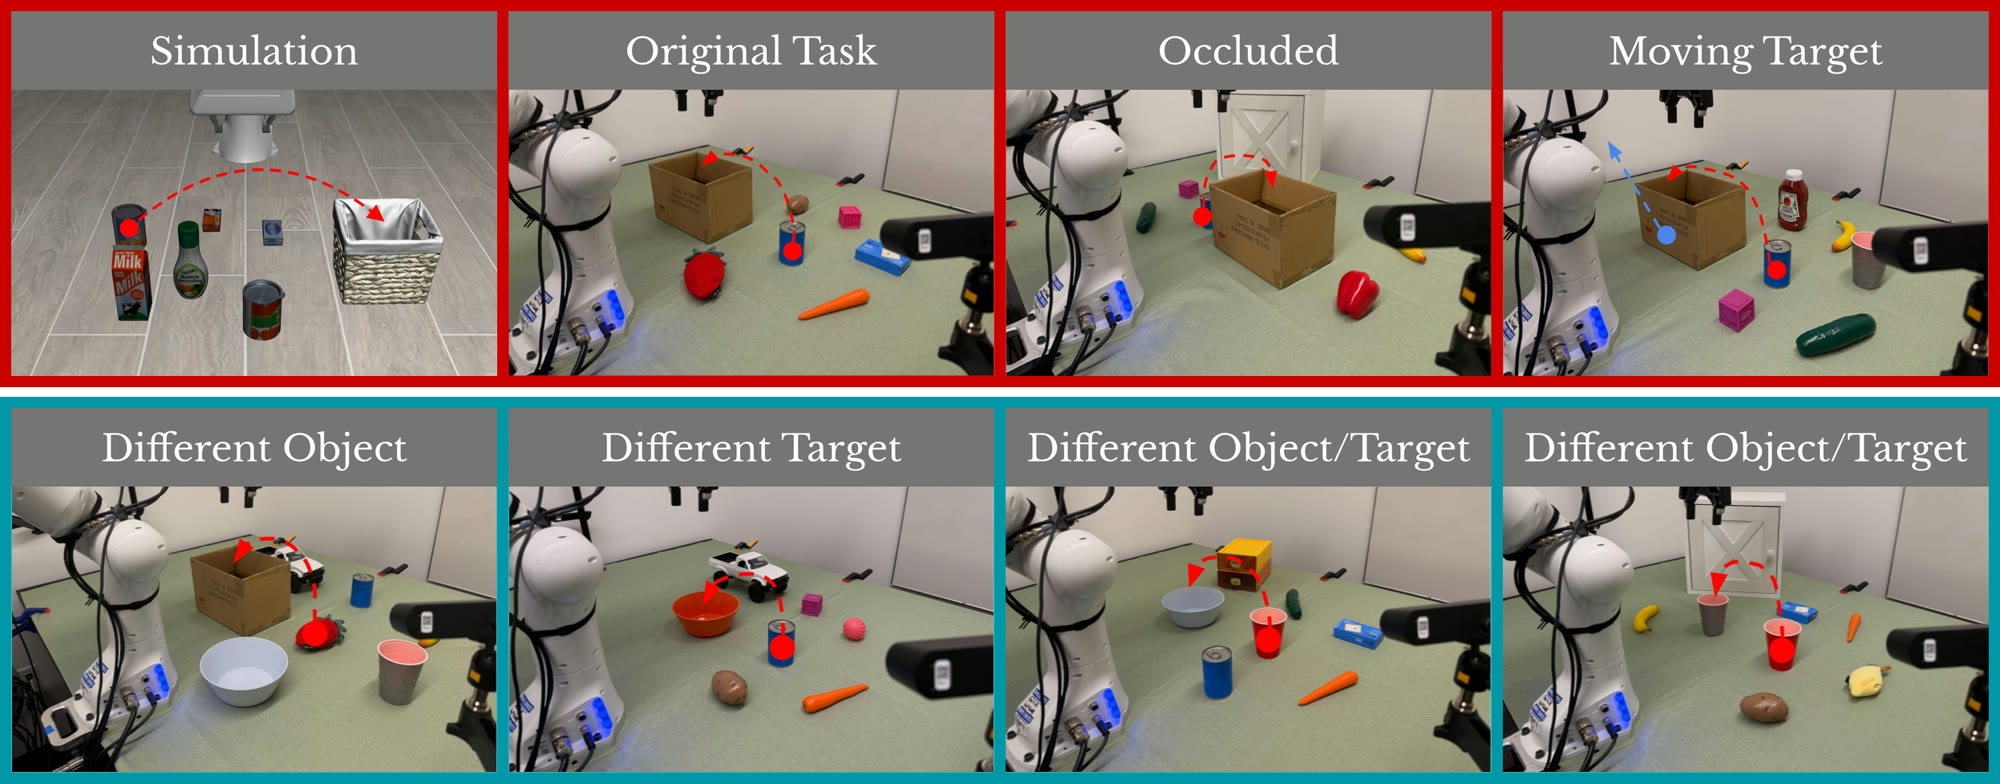 Simulation
Original Task
Occluded
Moving Target
Milk
Milk
Different Object
Different Target
Different Object/Target
Different Object/Target